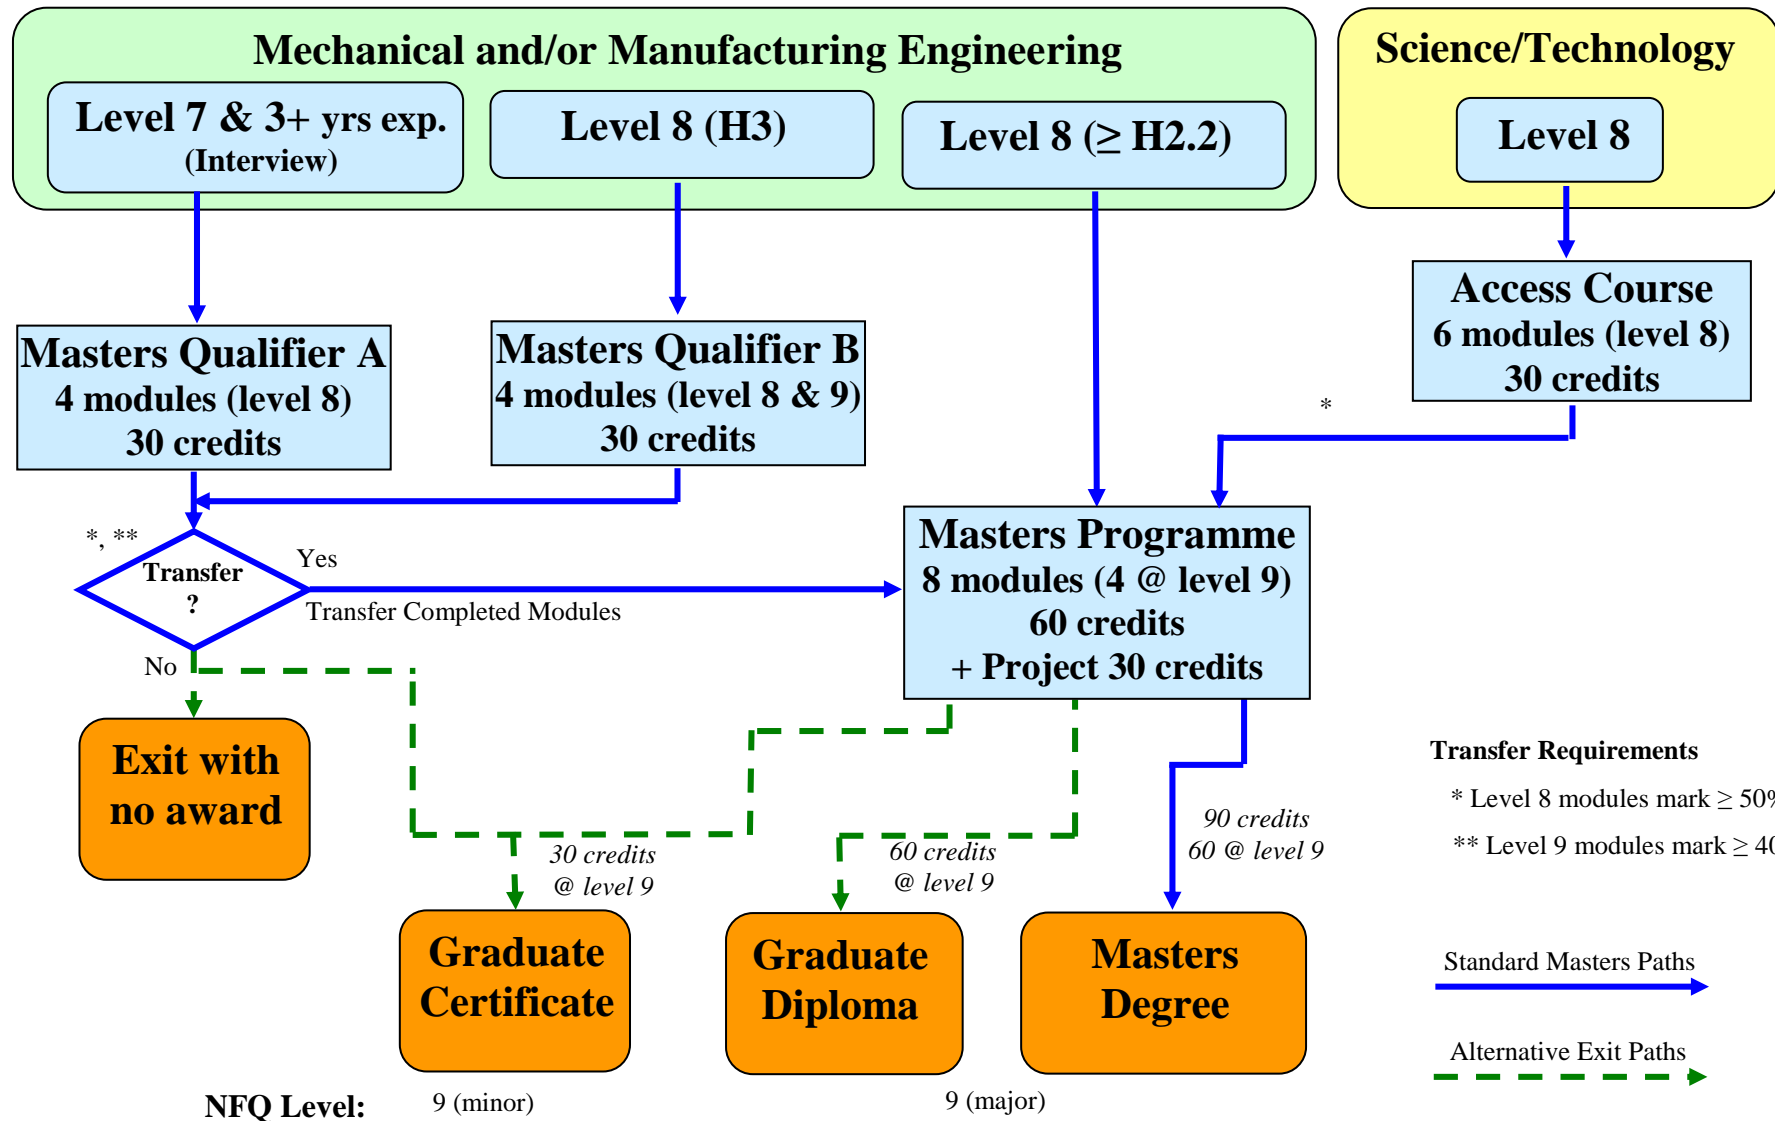 Mechanical and/or Manufacturing Engineering
Science/Technology
Level 7 & 3+ yrs exp.
(Interview)
Level 8 (H3)
Level 8 (≥ H2.2)
Level 8
Masters Qualifier A
4 modules (level 8)
30 credits
Masters Qualifier B
4 modules (level 8 & 9)
30 credits
Access Course
6 modules (level 8)
30 credits
*
*, **
Transfer
?
Yes
Transfer Completed Modules
No
Masters Programme
8 modules (4 @ level 9)
60 credits
+ Project 30 credits
Exit with
no award
30 credits
@ level 9
60 credits
@ level 9
90 credits
60 @ level 9
Transfer Requirements
* Level 8 modules mark ≥ 50%
** Level 9 modules mark ≥ 40
Graduate
Certificate
Graduate
Diploma
Masters
Degree
Standard Masters Paths
Alternative Exit Paths
NFQ Level:
9 (minor)
9 (major)